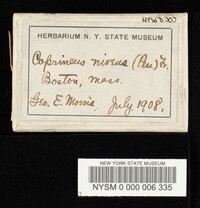 HERBARIUM N. Y. STATE MUSEUM
Coprinus niveus (Pers.) Fr.
Boston, Mass.
Geo. E. Morris. July, 1908.
NEW YORK STATE MUSEUM
NYSM 0 000 006 335